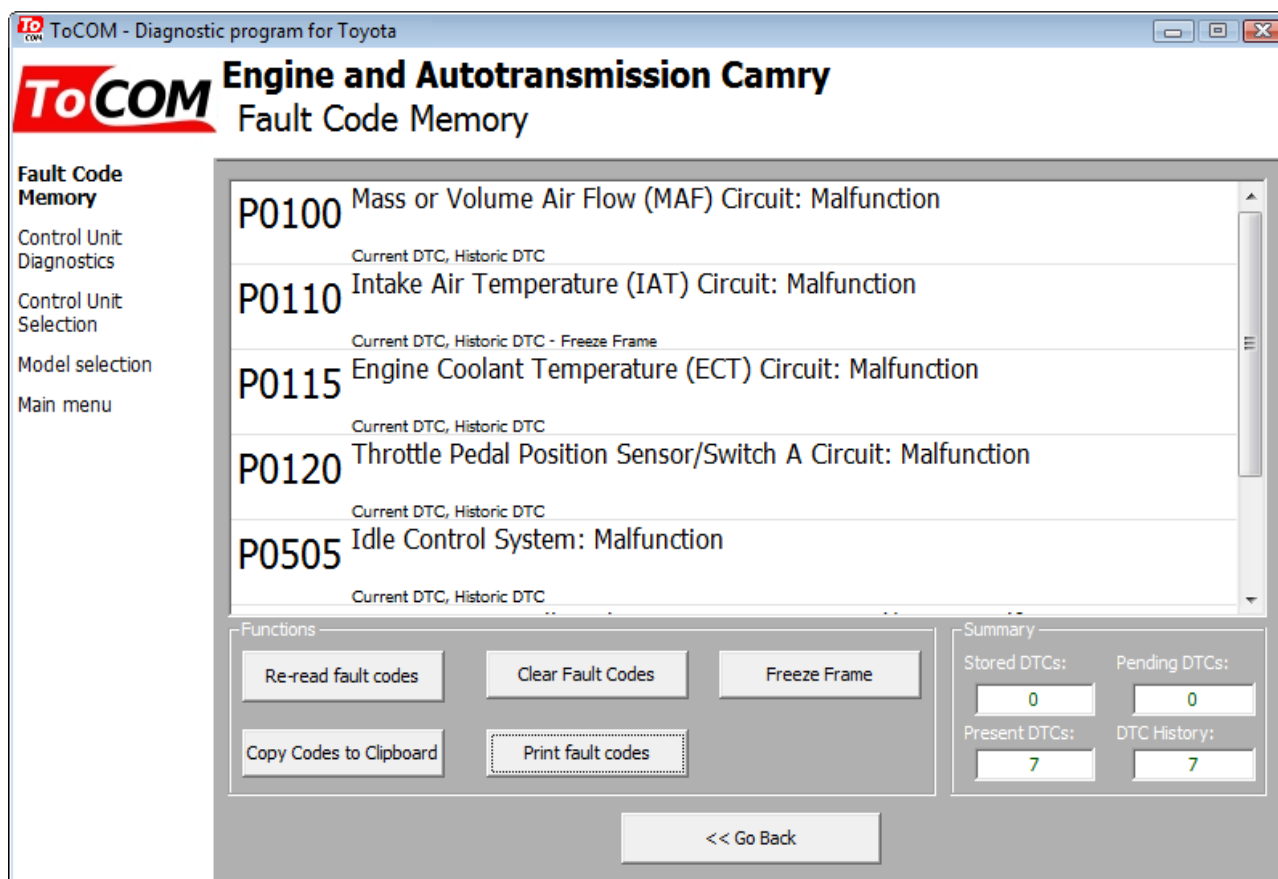 To
COM
ToCOM - Diagnostic program for Toyota
ToCOM
Engine and Autotransmission Camry
Fault Code Memory
Fault Code
Memory
Control Unit
Diagnostics
Control Unit
Selection
Model selection
Main menu
P0100 Mass or Volume Air Flow (MAF) Circuit: Malfunction
Current DTC, Historic DTC
P0110 Intake Air Temperature (IAT) Circuit: Malfunction
Current DTC, Historic DTC - Freeze Frame
P0115 Engine Coolant Temperature (ECT) Circuit: Malfunction
Current DTC, Historic DTC
P0120 Throttle Pedal Position Sensor/Switch A Circuit: Malfunction
Current DTC, Historic DTC
P0505 Idle Control System: Malfunction
Current DTC, Historic DTC
Functions
Re-read fault codes
Clear Fault Codes
Freeze Frame
Copy Codes to Clipboard
Print fault codes
Summary
Stored DTCs: Pending DTCs:
0 0
Present DTCs: DTC History:
7 7
<< Go Back